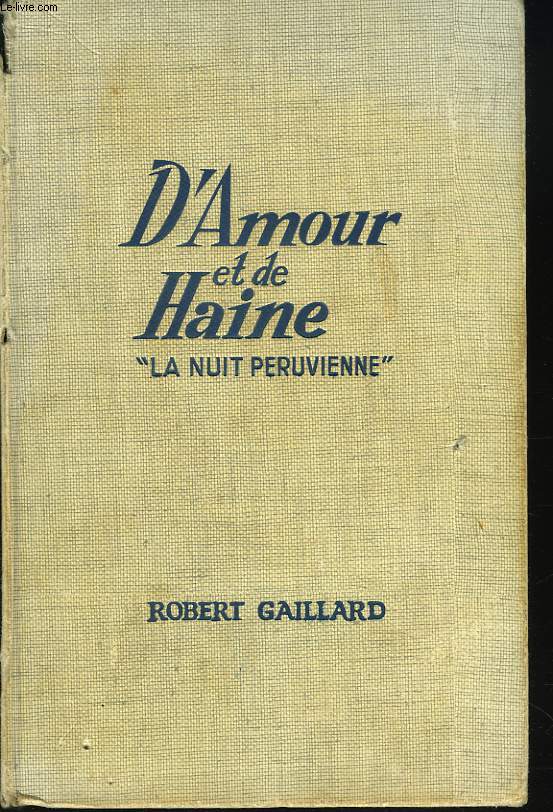 Le-livre.com
D'Amour
et de
Haine
"LA NUIT PERUVIENNE"
ROBERT GAILLARD